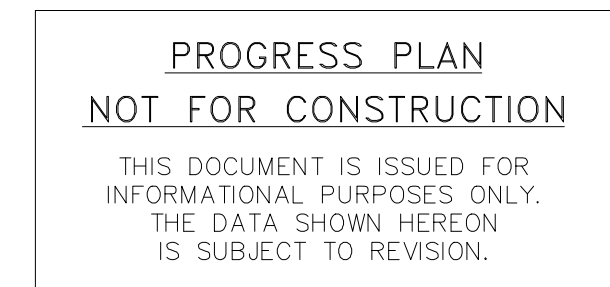 PROGRESS PLAN
NOT FOR CONSTRUCTION
THIS DOCUMENT IS ISSUED FOR
INFORMATIONAL PURPOSES ONLY.
THE DATA SHOWN HEREON
IS SUBJECT TO REVISION.